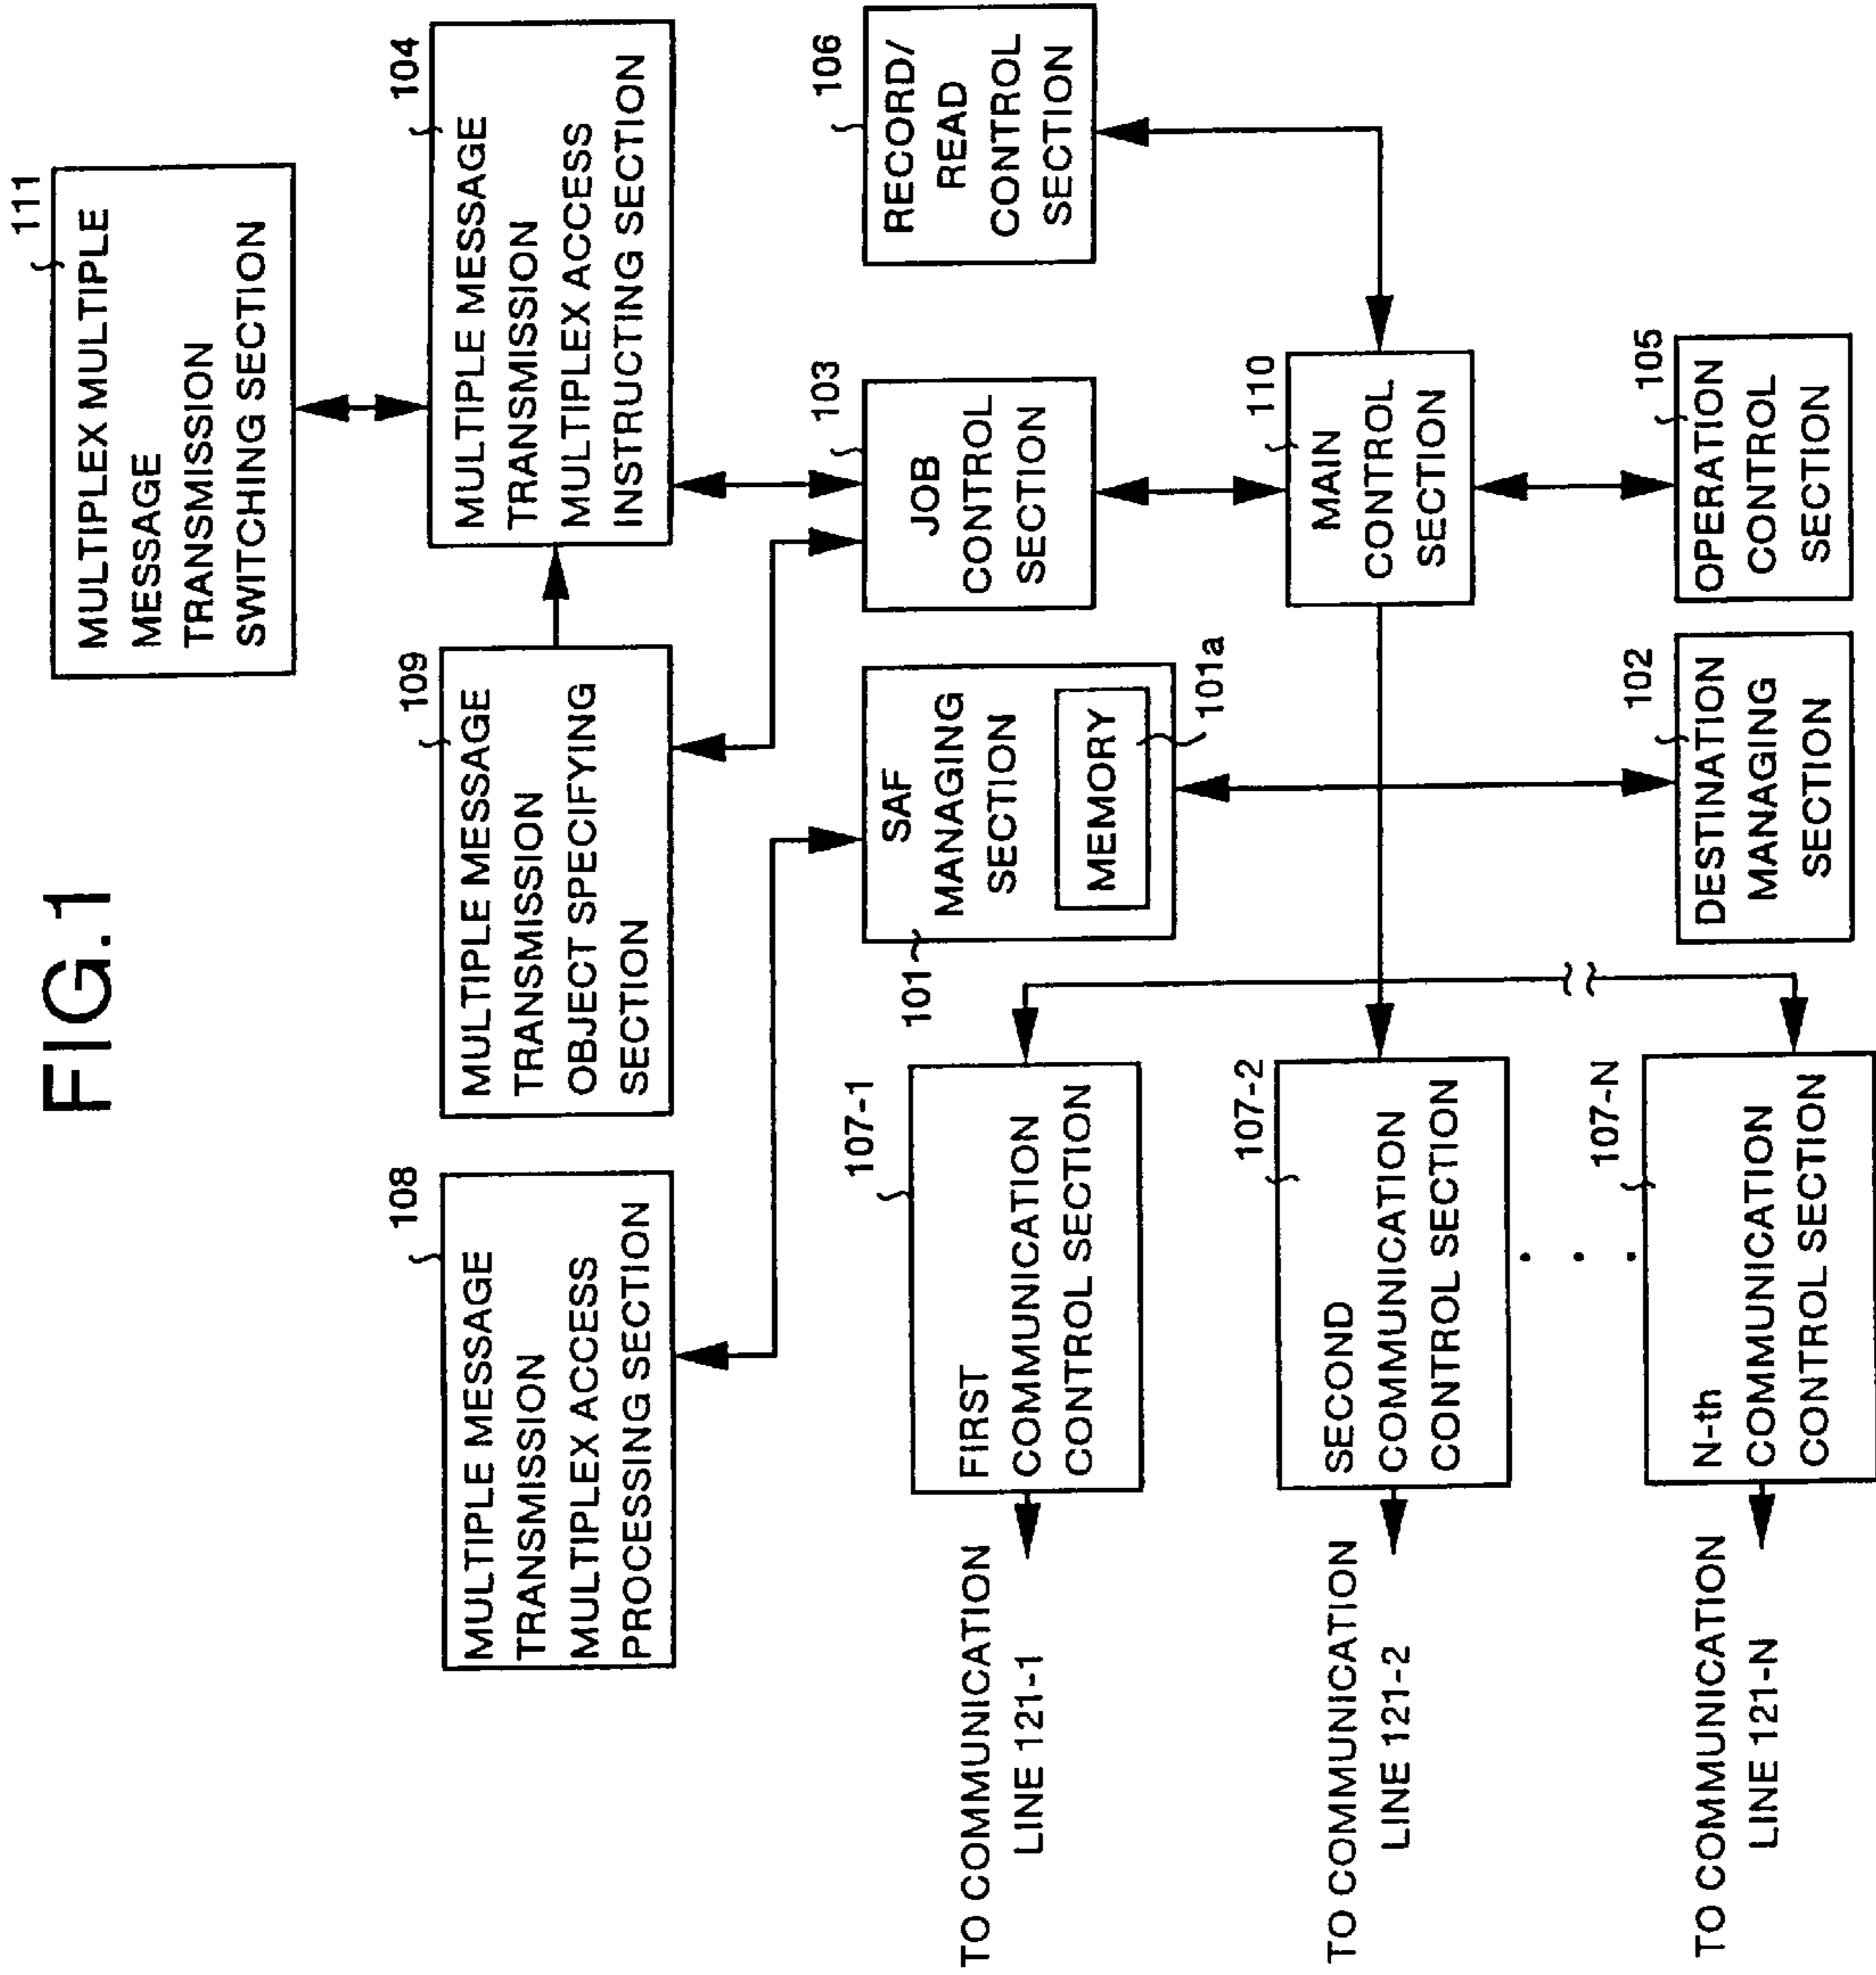 FIG.1
111
MULTIPLEX MULTIPLE
MESSAGE
TRANSMISSION
SWITCHING SECTION
108
MULTIPLE MESSAGE
TRANSMISSION
MULTIPLEX ACCESS
PROCESSING SECTION
109
MULTIPLE MESSAGE
TRANSMISSION
OBJECT SPECIFYING
SECTION
104
MULTIPLE MESSAGE
TRANSMISSION
MULTIPLEX ACCESS
INSTRUCTING SECTION
107-1
FIRST
COMMUNICATION
CONTROL SECTION
TO COMMUNICATION
LINE 121-1
101
SAF
MANAGING
SECTION
MEMORY
101a
103
JOB
CONTROL
SECTION
106
RECORD/
READ
CONTROL
SECTION
107-2
SECOND
COMMUNICATION
CONTROL SECTION
TO COMMUNICATION
LINE 121-2
110
MAIN
CONTROL
SECTION
107-N
N-th
COMMUNICATION
CONTROL SECTION
TO COMMUNICATION
LINE 121-N
102
DESTINATION
MANAGING
SECTION
105
OPERATION
CONTROL
SECTION